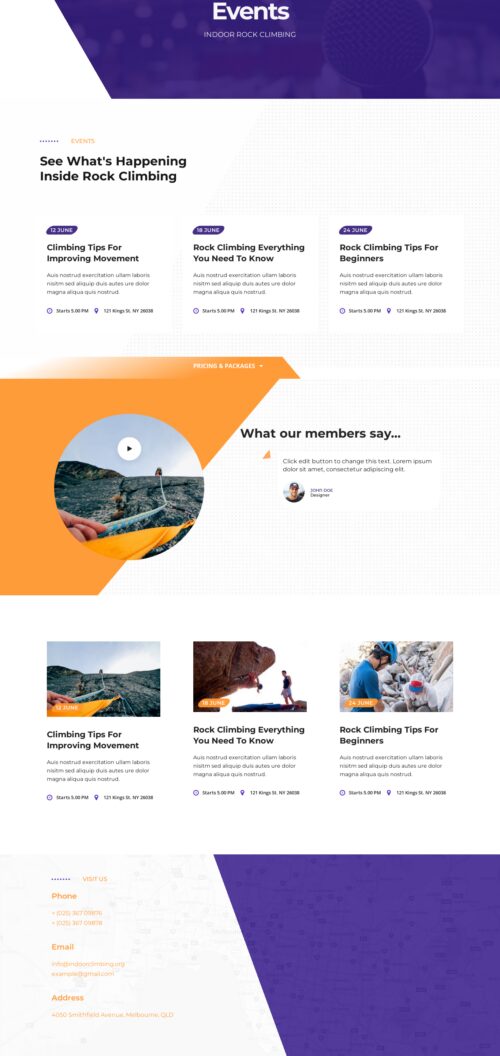 Events
INDOOR ROCK CLIMBING
EVENTS
See What's Happening
Inside Rock Climbing
12 JUNE
Climbing Tips For
Improving Movement
Auis nostrud exercitation ullam laboris
nisitm sed aliquip duis autem ure dolor
magna aliqua quis nostrud.
Starts 5.00 PM 121 Kings St. NY 26038
18 JUNE
Rock Climbing Everything
You Need To Know
Auis nostrud exercitation ullam laboris
nisitm sed aliquip duis autem ure dolor
magna aliqua quis nostrud.
Starts 5.00 PM 121 Kings St. NY 26038
24 JUNE
Rock Climbing Tips For
Beginners
Auis nostrud exercitation ullam laboris
nisitm sed aliquip duis autem ure dolor
magna aliqua quis nostrud.
Starts 5.00 PM 121 Kings St. NY 26038
PRICING & PACKAGES
What our members say...
Click edit button to change this text. Lorem ipsum
dolor sit amet, consectetur adipiscing elit.
JOHY DOE
Designer
12 JUNE
Climbing Tips For
Improving Movement
Auis nostrud exercitation ullam laboris
nisitm sed aliquip duis autem ure dolor
magna aliqua quis nostrud.
Starts 5.00 PM 121 Kings St. NY 26038
18 JUNE
Rock Climbing Everything
You Need To Know
Auis nostrud exercitation ullam laboris
nisitm sed aliquip duis autem ure dolor
magna aliqua quis nostrud.
Starts 5.00 PM 121 Kings St. NY 26038
24 JUNE
Rock Climbing Tips For
Beginners
Auis nostrud exercitation ullam laboris
nisitm sed aliquip duis autem ure dolor
magna aliqua quis nostrud.
Starts 5.00 PM 121 Kings St. NY 26038
VISIT US
Phone
+ (025) 367 09876
+ (025) 367 09878
Email
info@indoorclimbing.org
example@gmail.com
Address
4050 Smithfield Avenue, Melbourne, QLD